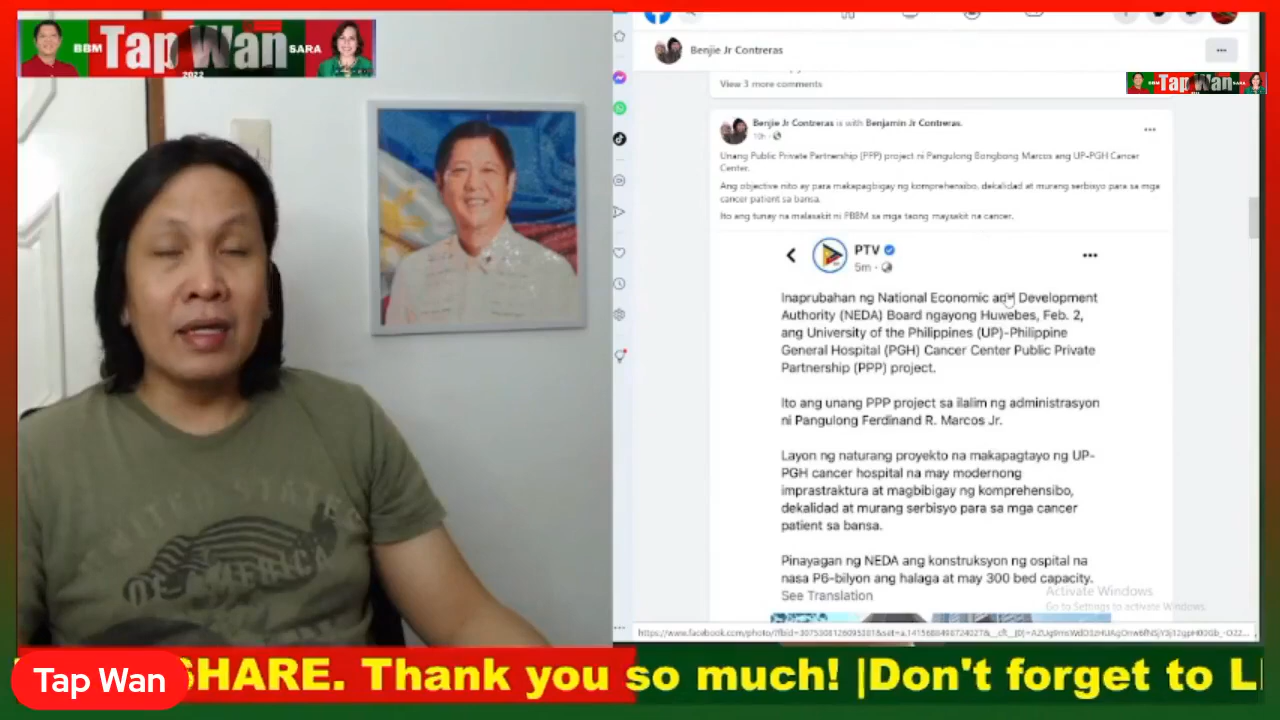 BBM Tap Wan SARA
2022
Benjie Jr Contreras
View 3 more comments
BBM Tap Wan SARA
Benjie Jr Contreras is with Benjamin Jr Contreras.
10h
Unang Public Private Partnership (PPP) project ni Pangulong Bongbong Marcos ang UP-PGH Cancer
Center.
Ang objective nito ay para makapagbigay ng komprehensibo, dekalidad at murang serbisyo para sa mga
cancer patient sa bansa.
Ito ang tunay na malasakit ni PBBM sa mga taong maysakit na cancer.
PTV
5m
Inaprubahan ng National Economic and Development
Authority (NEDA) Board ngayong Huwebes, Feb. 2,
ang University of the Philippines (UP)-Philippine
General Hospital (PGH) Cancer Center Public Private
Partnership (PPP) project.
Ito ang unang PPP project sa ilalim ng administrasyon
ni Pangulong Ferdinand R. Marcos Jr.
Layon ng naturang proyekto na makapagtayo ng UP-
PGH cancer hospital na may modernong
imprastraktura at magbibigay ng komprehensibo,
dekalidad at murang serbisyo para sa mga cancer
patient sa bansa.
Pinayagan ng NEDA ang konstruksyon ng ospital na
nasa P6-bilyon ang halaga at may 300 bed capacity.
See Translation
Activate Windows
Go to Settings to activate Windows.
OF AMERICA
Tap Wan
SHARE. Thank you so much! |Don't forget to L